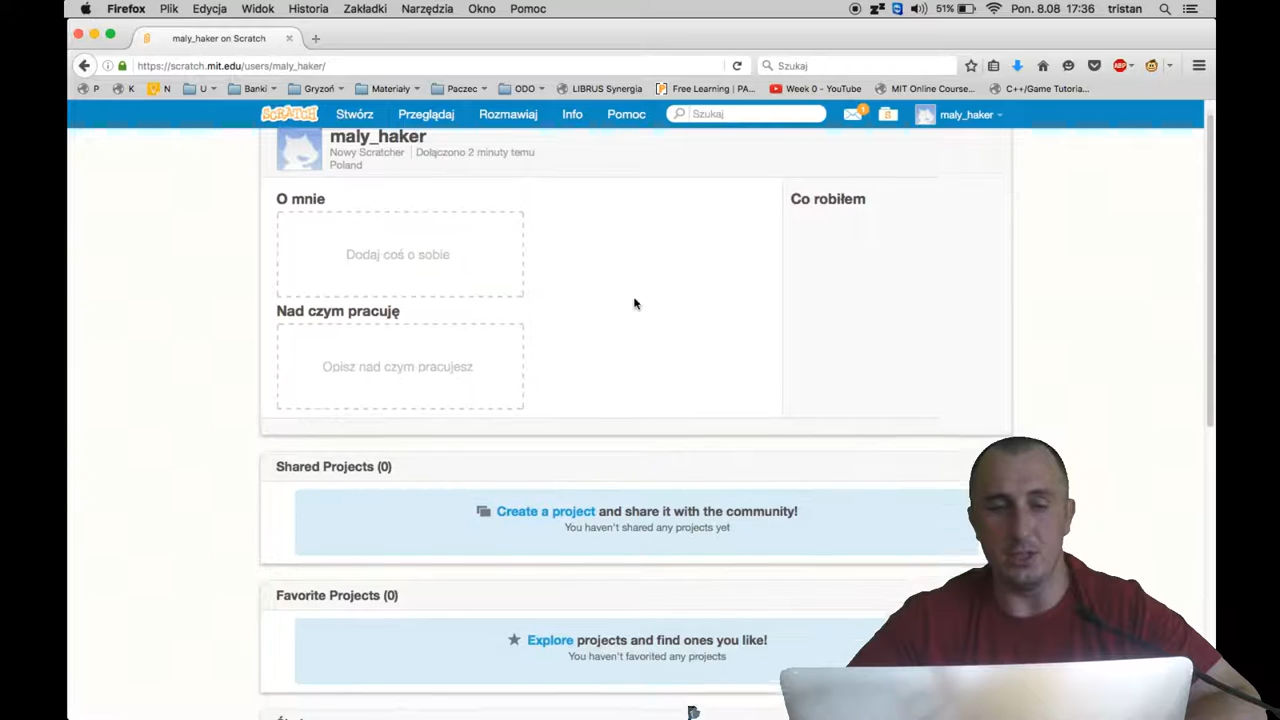 Firefox Plik Edycja Widok Historia Zakładki Narzędzia Okno Pomoc 51% Pon. 8.08 17:36 tristan
maly_haker on Scratch
https://scratch.mit.edu/users/maly_haker/ Szukaj ABP
P K N U Banki Gryzoń Materiały Paczec ODO LIBRUS Synergia Free Learning | PA... Week 0 - YouTube MIT Online Course... C++/Game Tutoria...
SCRATCH Stwórz Przeglądaj Rozmawiaj Info Pomoc Szukaj 1 maly_haker
maly_haker
Nowy Scratcher Dołączono 2 minuty temu
Poland
O mnie
Co robiłem
Dodaj coś o sobie
Nad czym pracuję
Opisz nad czym pracujesz
Shared Projects (0)
Create a project and share it with the community!
You haven't shared any projects yet
Favorite Projects (0)
Explore projects and find ones you like!
You haven't favorited any projects